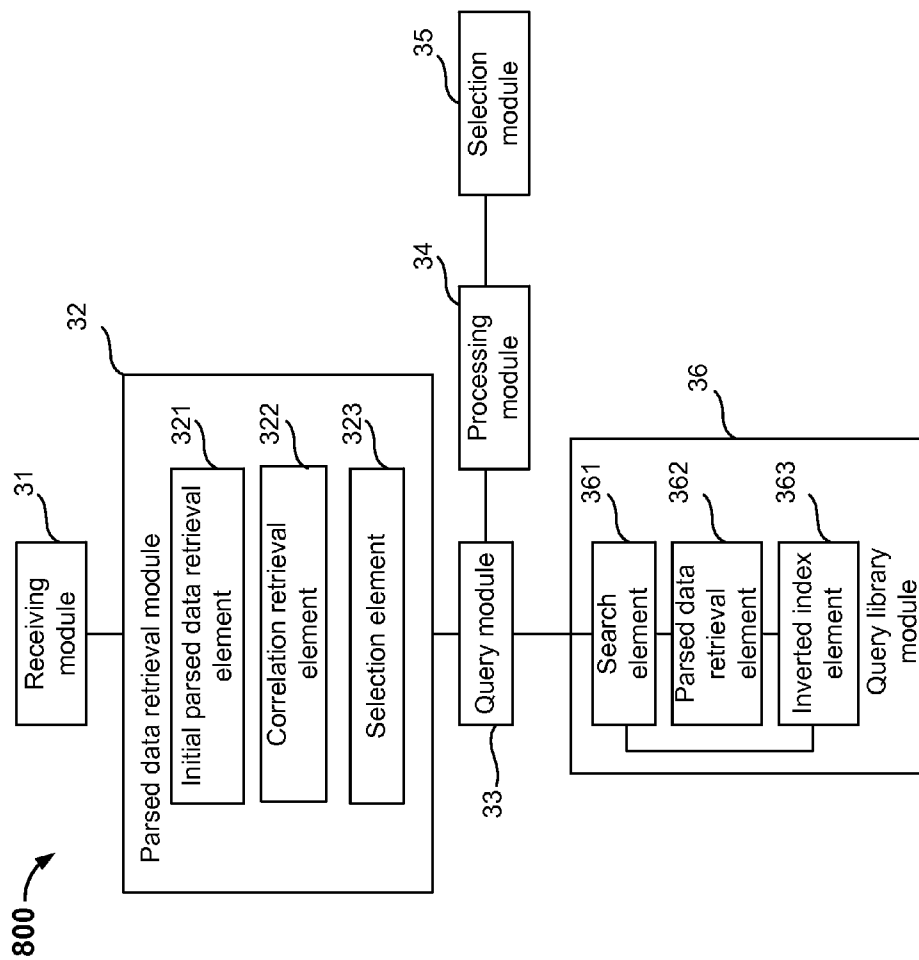 800
31
Receiving
module
32
Parsed data retrieval module
321
Initial parsed data retrieval
element
322
Correlation retrieval
element
323
Selection element
33
Query module
34
Processing
module
35
Selection
module
36
361
Search
element
362
Parsed data
retrieval
element
363
Inverted index
element
Query library
module